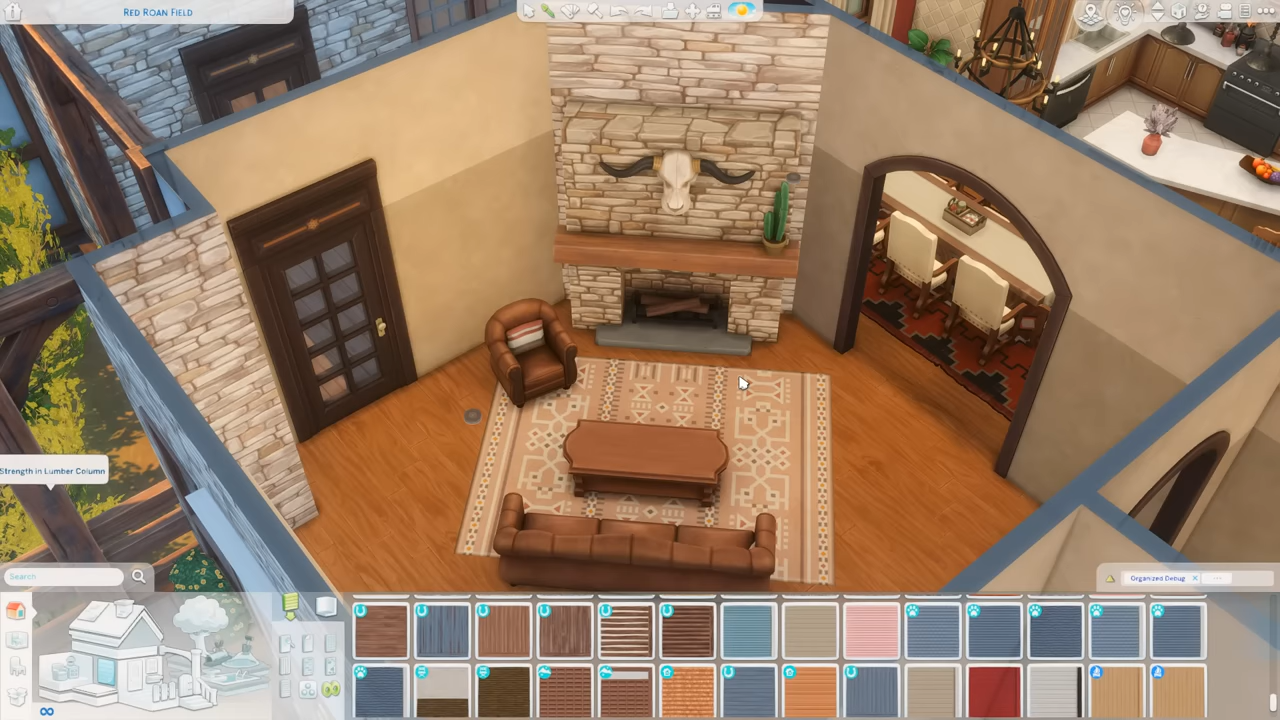 RED ROAN FIELD
Strength in Lumber Column
Search
Organized Debug